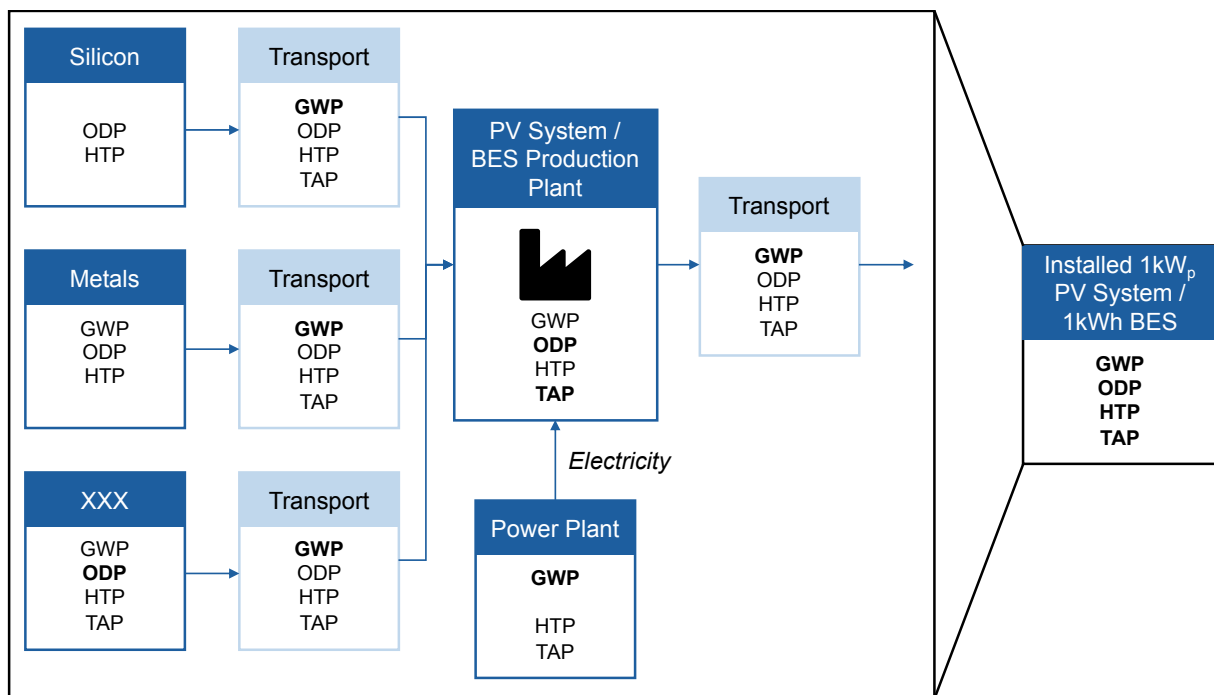 Silicon
ODP
HTP
Transport
GWP
ODP
HTP
TAP
Metals
GWP
ODP
HTP
Transport
GWP
ODP
HTP
TAP
XXX
GWP
ODP
HTP
TAP
Transport
GWP
ODP
HTP
TAP
PV System /
BES Production
Plant
GWP
ODP
HTP
TAP
Electricity
Power Plant
GWP
HTP
TAP
Transport
GWP
ODP
HTP
TAP
Installed 1kWp
PV System /
1kWh BES
GWP
ODP
HTP
TAP